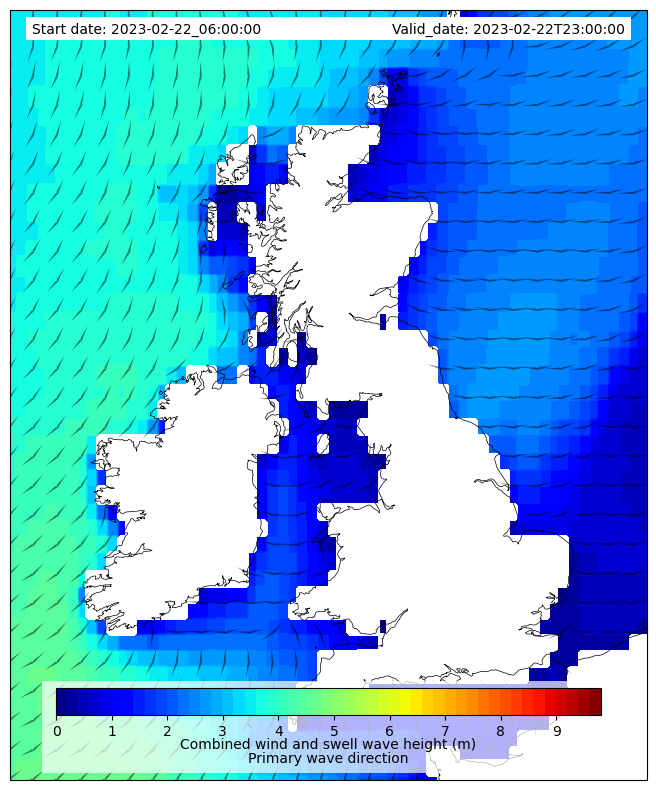 Start date: 2023-02-22_06:00:00 Valid_date: 2023-02-22T23:00:00
0 1 2 3 4 5 6 7 8 9
Combined wind and swell wave height (m)
Primary wave direction